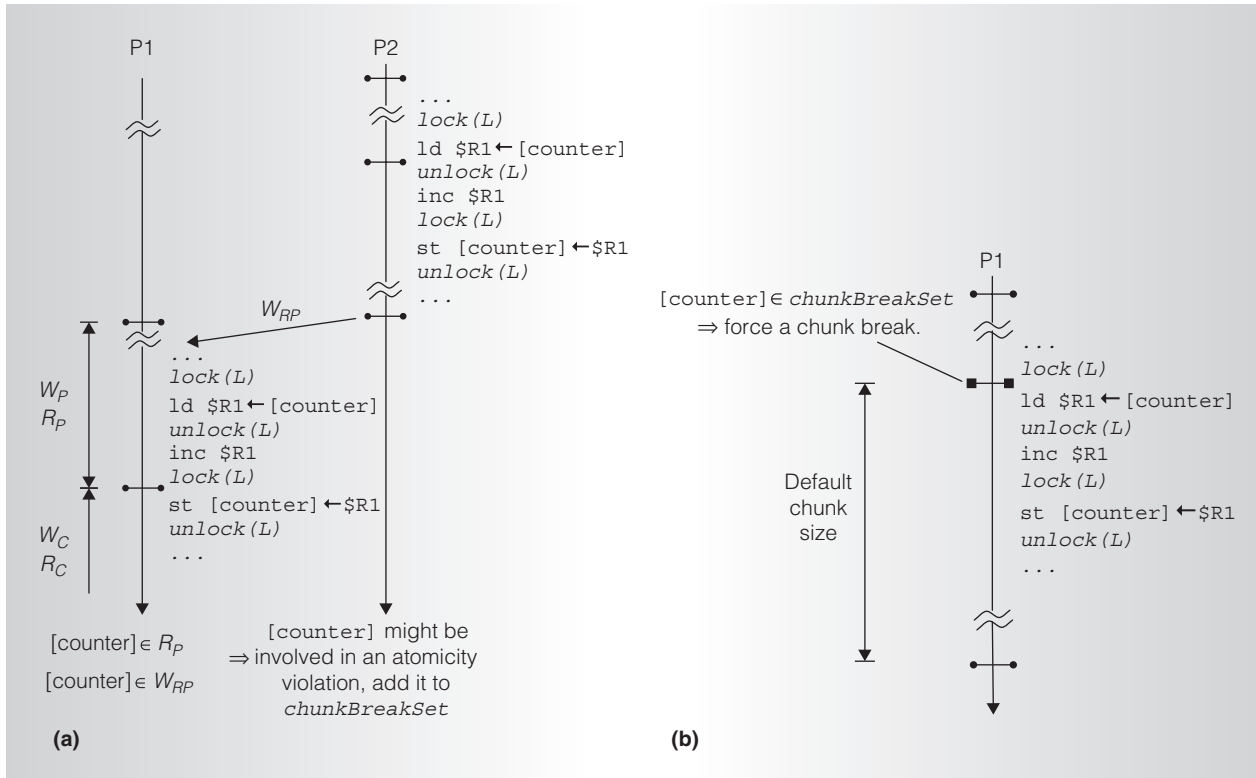 P1
P2
...
lock(L)
ld $R1←[counter]
unlock(L)
inc $R1
lock(L)
st [counter]←$R1
unlock(L)
...
W_RP
W_P
R_P
...
lock(L)
ld $R1←[counter]
unlock(L)
inc $R1
lock(L)
st [counter]←$R1
unlock(L)
...
W_C
R_C
[counter]∈ R_P
[counter]∈ W_RP
[counter] might be
⇒ involved in an atomicity
violation, add it to
chunkBreakSet
(a)
P1
[counter]∈ chunkBreakSet
⇒ force a chunk break.
...
lock(L)
ld $R1←[counter]
unlock(L)
inc $R1
lock(L)
st [counter]←$R1
unlock(L)
...
Default
chunk
size
(b)